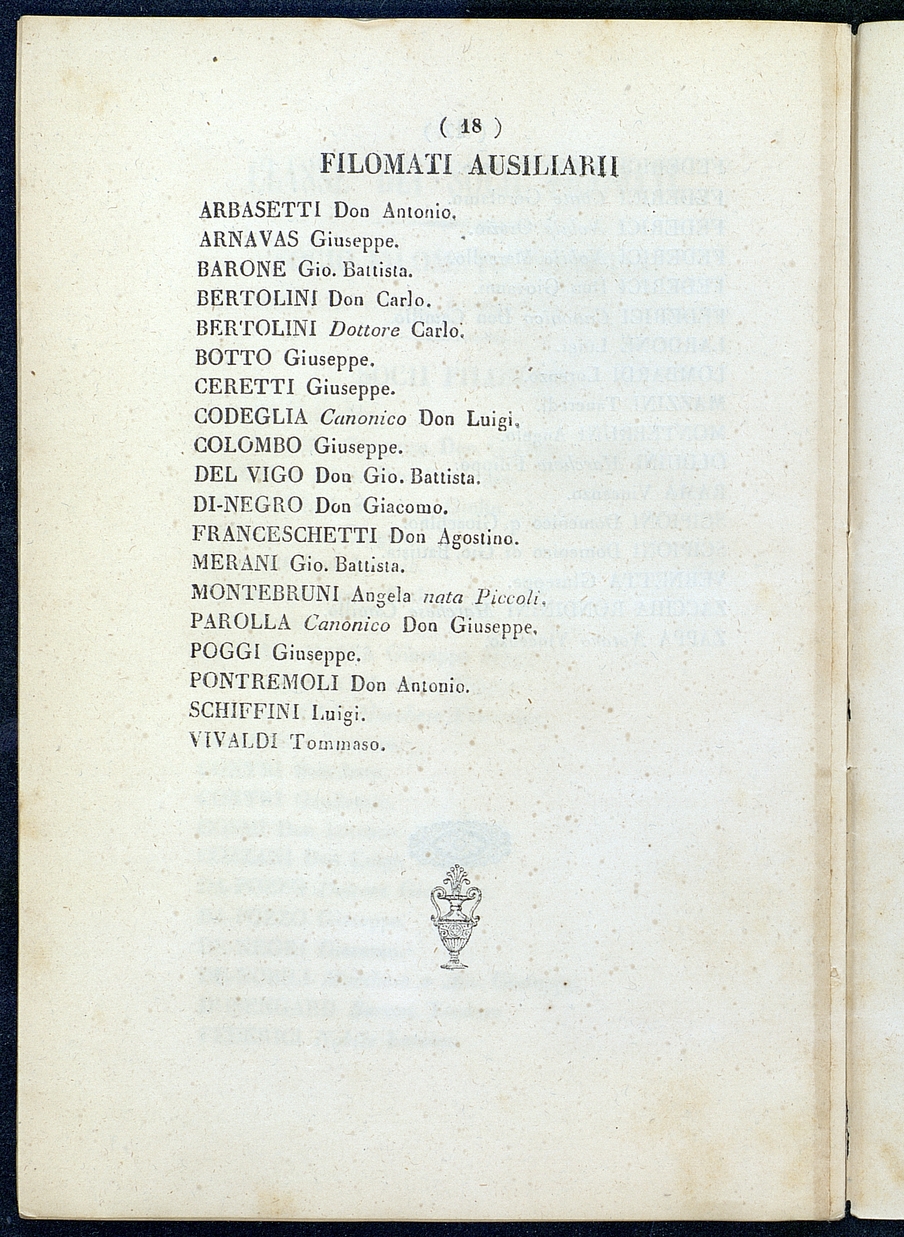 ( 18 )
FILOMATI AUSILIARII
ARBASETTI Don Antonio.
ARNAVAS Giuseppe.
BARONE Gio. Battista.
BERTOLINI Don Carlo.
BERTOLINI Dottore Carlo.
BOTTO Giuseppe.
CERETTI Giuseppe.
CODEGLIA Canonico Don Luigi.
COLOMBO Giuseppe.
DEL VIGO Don Gio. Battista.
DI-NEGRO Don Giacomo.
FRANCESCHETTI Don Agostino.
MERANI Gio. Battista.
MONTEBRUNI Angela nata Piccoli.
PAROLLA Canonico Don Giuseppe.
POGGI Giuseppe.
PONTREMOLI Don Antonio.
SCHIFFINI Luigi.
VIVALDI Tommaso.